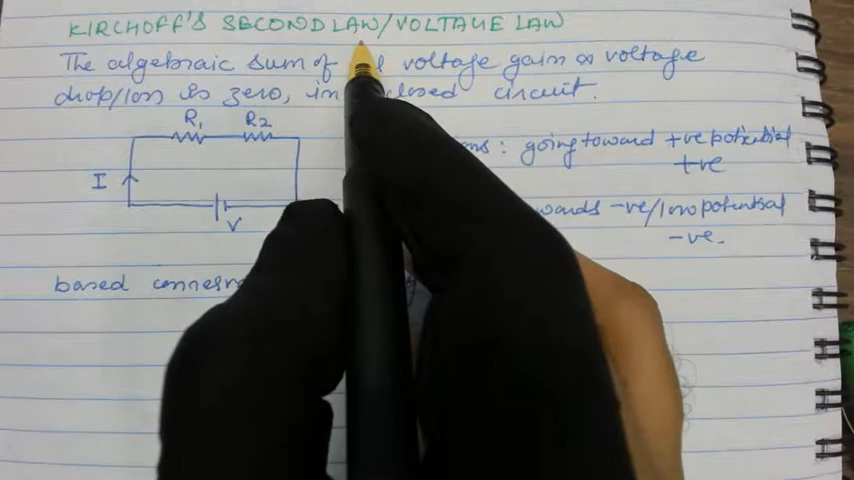 KIRCHOFF'S SECOND LAW/VOLTAGE LAW
The algebraic sum of voltage gain or voltage
drop/loss is zero, in closed circuit.
R1 R2
: going toward +ve potential
+ve
I
towards -ve/low potential
V
-ve.
based